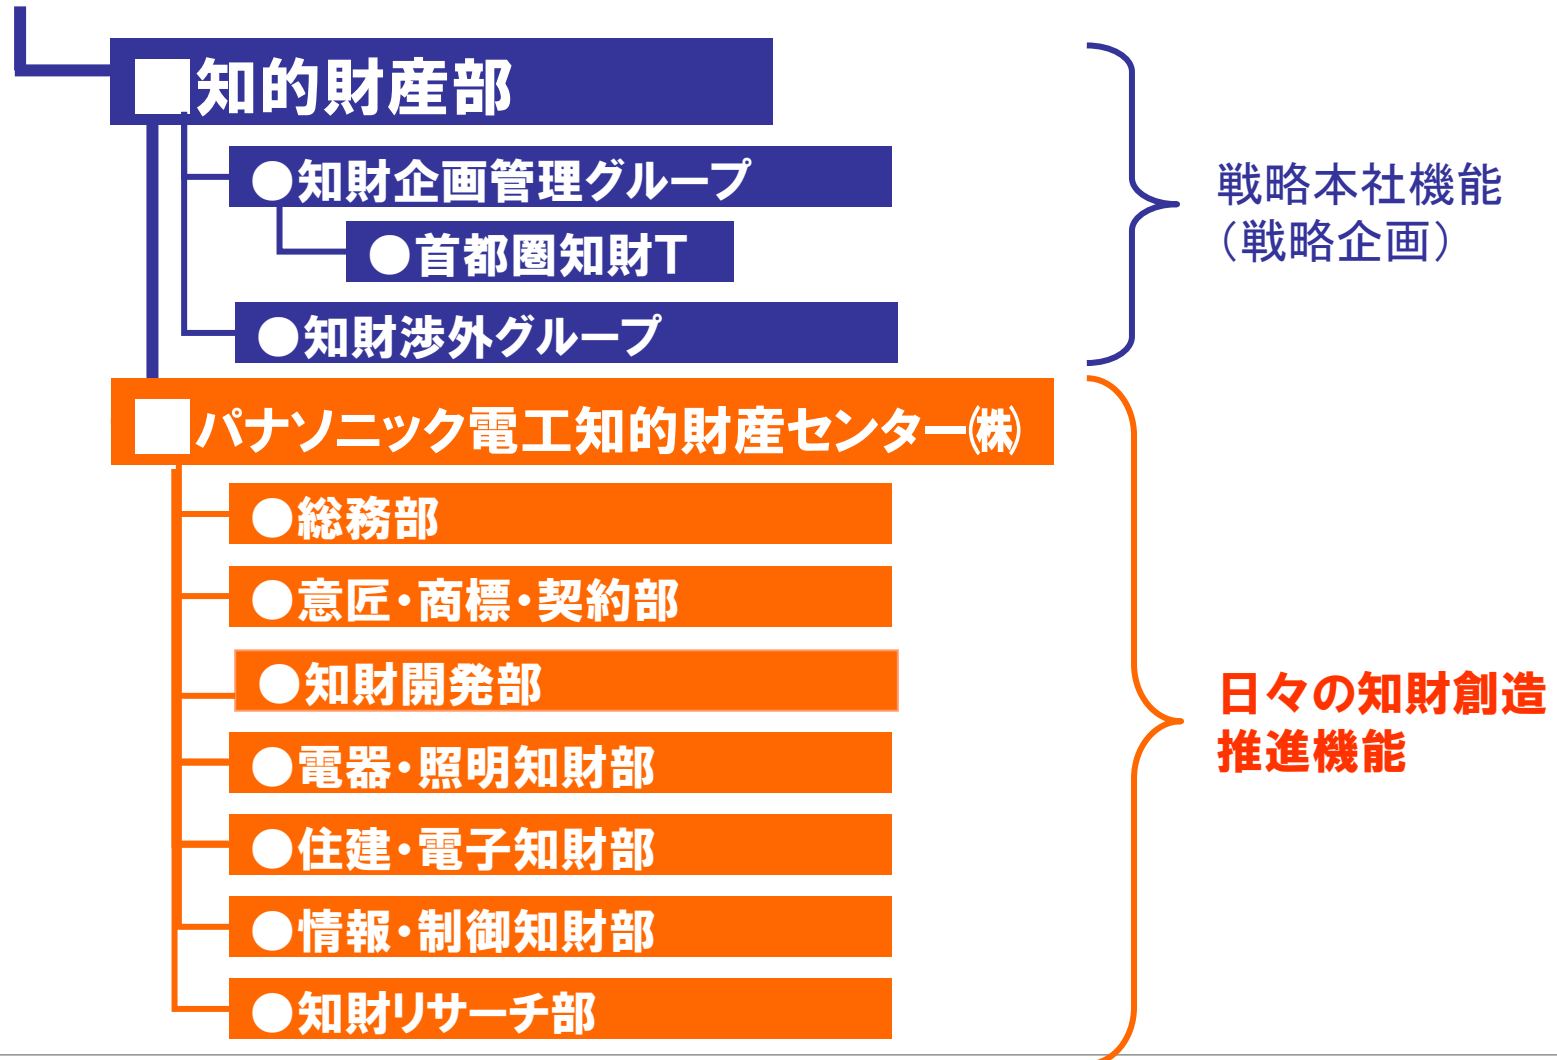 ■知的財産部
●知財企画管理グループ
●首都圏知財T
●知財渉外グループ
戦略本社機能
（戦略企画）
■パナソニック電工知的財産センター㈱
●総務部
●意匠・商標・契約部
●知財開発部
●電器・照明知財部
●住建・電子知財部
●情報・制御知財部
●知財リサーチ部
日々の知財創造
推進機能